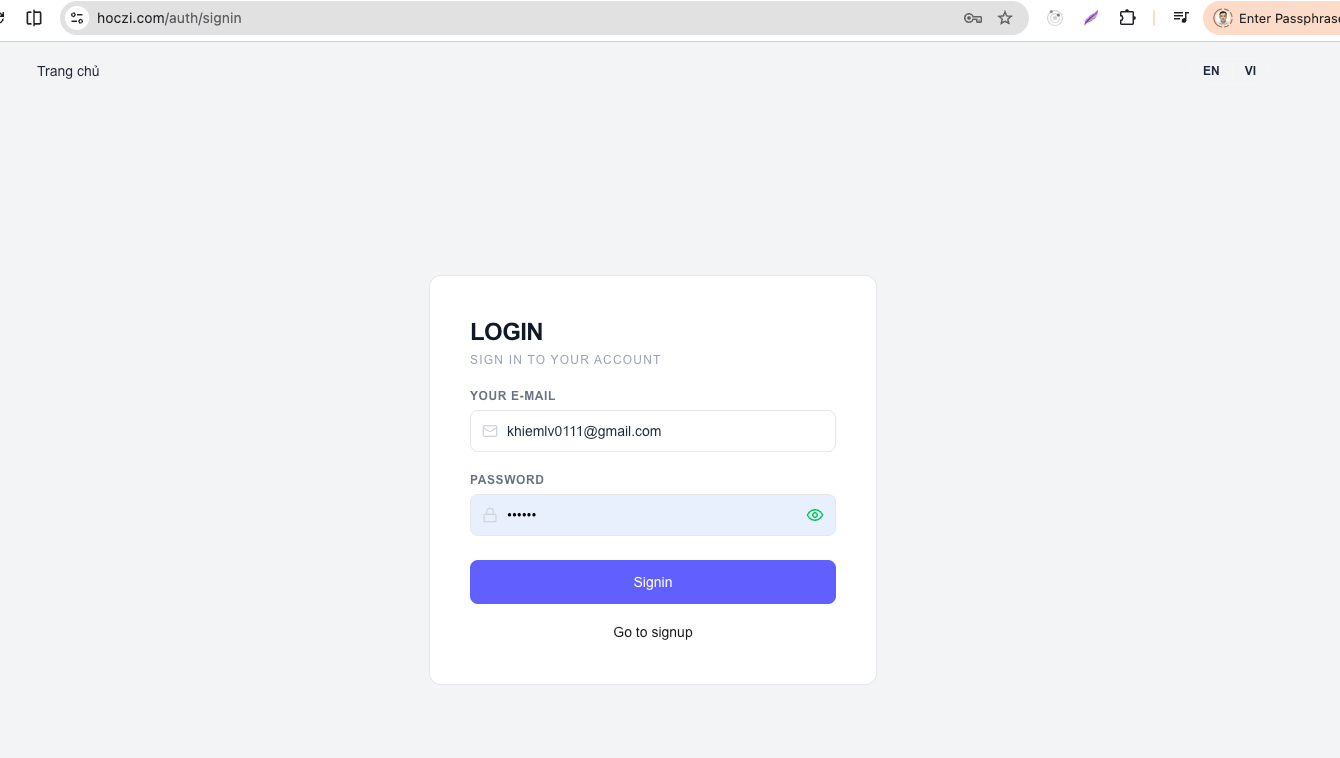 hoczi.com/auth/signin
Enter Passphrase
Trang chủ
EN
VI
LOGIN
SIGN IN TO YOUR ACCOUNT
YOUR E-MAIL
khiemlv0111@gmail.com
PASSWORD
••••••
Signin
Go to signup